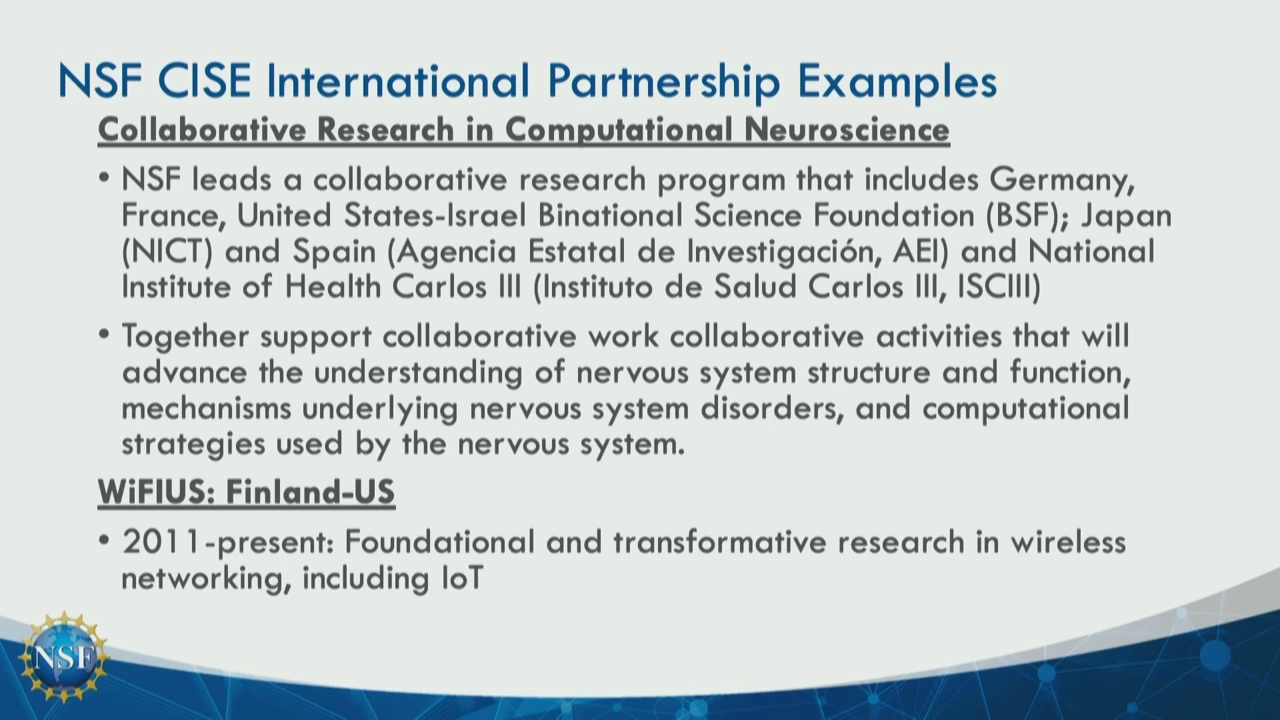 NSF CISE International Partnership Examples
Collaborative Research in Computational Neuroscience
• NSF leads a collaborative research program that includes Germany,
France, United States-Israel Binational Science Foundation (BSF); Japan
(NICT) and Spain (Agencia Estatal de Investigación, AEI) and National
Institute of Health Carlos III (Instituto de Salud Carlos III, ISCIII)
• Together support collaborative work collaborative activities that will
advance the understanding of nervous system structure and function,
mechanisms underlying nervous system disorders, and computational
strategies used by the nervous system.
WiFIUS: Finland-US
• 2011-present: Foundational and transformative research in wireless
networking, including IoT
NSF